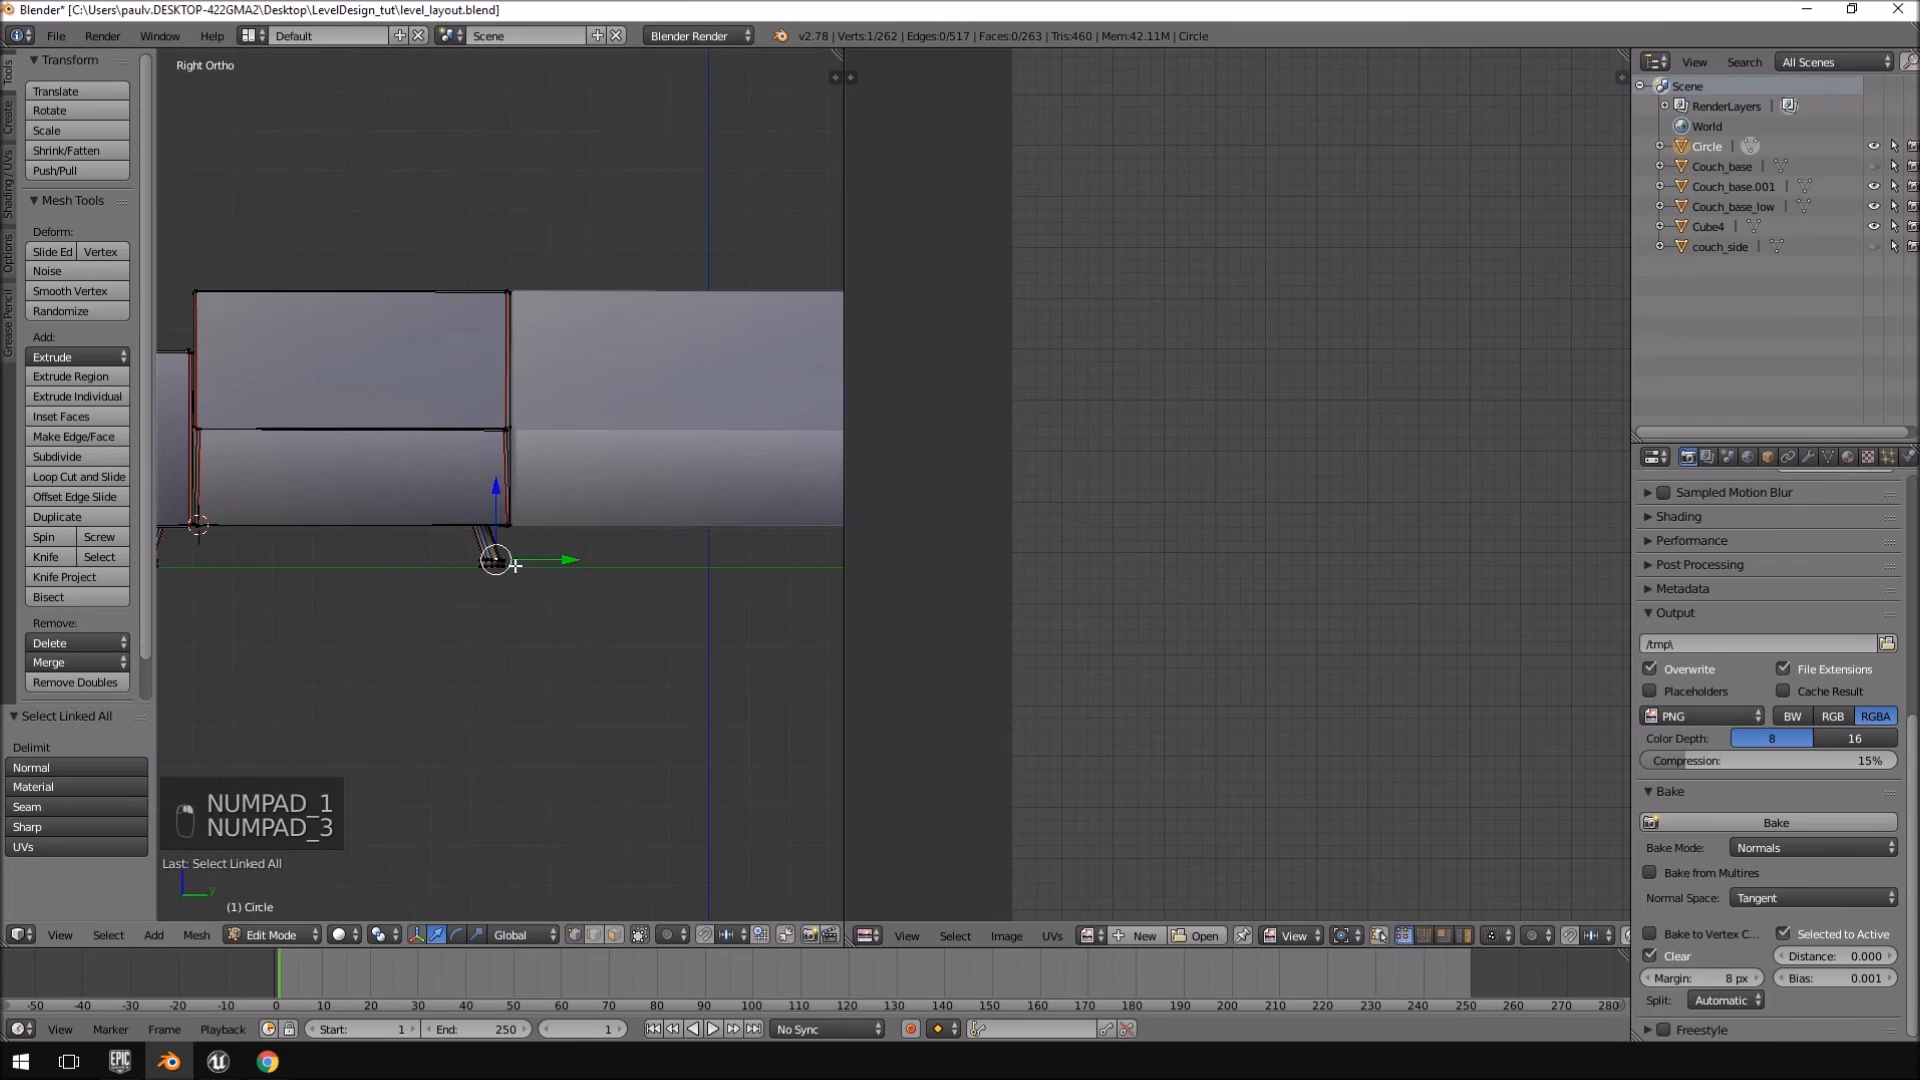 Blender* [C:\Users\paulv.DESKTOP-422GMA2\Desktop\LevelDesign_tut\level_layout.blend]
File Render Window Help Default Scene Blender Render v2.78 | Verts:1/262 | Edges:0/517 | Faces:0/263 | Tris:460 | Mem:42.11M | Circle
Tools
Create
Shading / UVs
Options
Grease Pencil
Transform
Translate
Rotate
Scale
Shrink/Fatten
Push/Pull
Mesh Tools
Deform:
Slide Ed Vertex
Noise
Smooth Vertex
Randomize
Add:
Extrude
Extrude Region
Extrude Individual
Inset Faces
Make Edge/Face
Subdivide
Loop Cut and Slide
Offset Edge Slide
Duplicate
Spin Screw
Knife Select
Knife Project
Bisect
Remove:
Delete
Merge
Remove Doubles
Select Linked All
Delimit
Normal
Material
Seam
Sharp
UVs
Right Ortho
NUMPAD_1
NUMPAD_3
Last: Select Linked All
y
(1) Circle
View Select Add Mesh Edit Mode Global
View Select Image UVs New Open View
View Search All Scenes
Scene
RenderLayers
World
Circle
Couch_base
Couch_base.001
Couch_base_low
Cube4
couch_side
Sampled Motion Blur
Shading
Performance
Post Processing
Metadata
Output
/tmp\
Overwrite File Extensions
Placeholders Cache Result
PNG BW RGB RGBA
Color Depth: 8 16
Compression: 15%
Bake
Bake
Bake Mode: Normals
Bake from Multires
Normal Space: Tangent
Bake to Vertex C... Selected to Active
Clear Distance: 0.000
Margin: 8 px Bias: 0.001
Split: Automatic
Freestyle
-50 -40 -30 -20 -10 0 10 20 30 40 50 60 70 80 90 100 110 120 130 140 150 160 170 180 190 200 210 220 230 240 250 260 270 280
View Marker Frame Playback Start: 1 End: 250 1 No Sync
EPIC